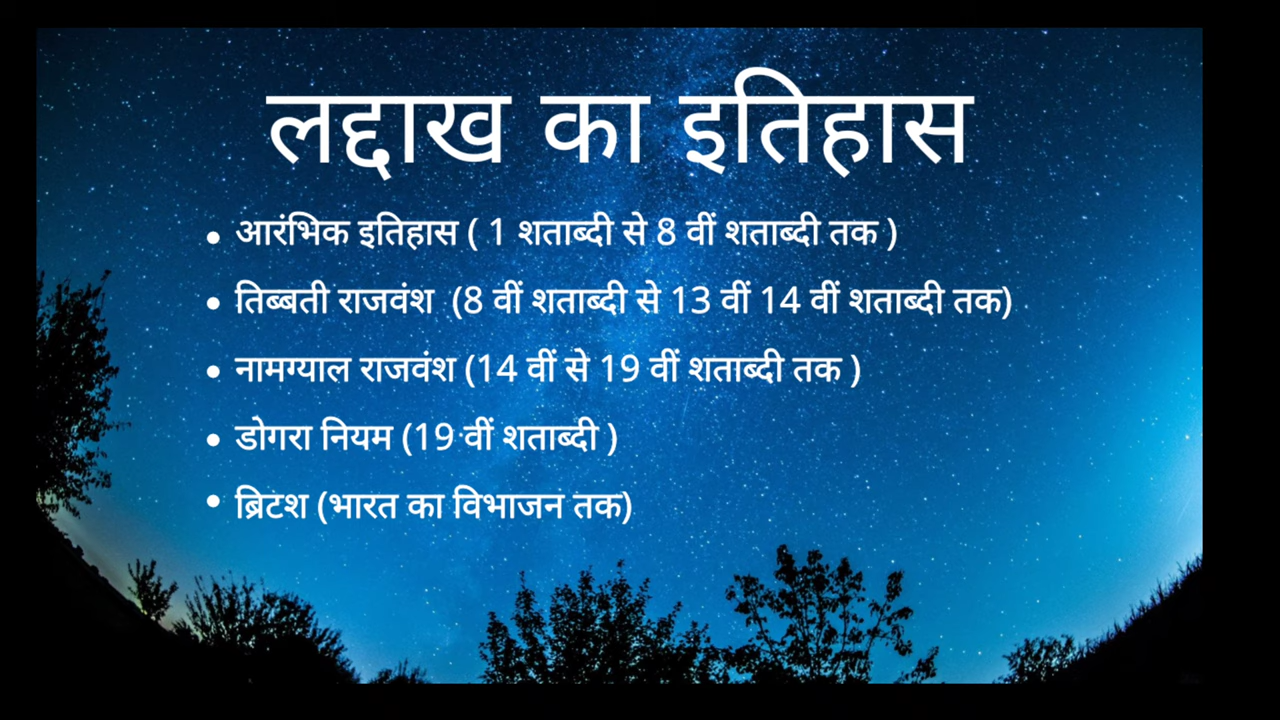 लद्दाख का इतिहास
• आरंभिक इतिहास ( 1 शताब्दी से 8 वीं शताब्दी तक )
• तिब्बती राजवंश (8 वीं शताब्दी से 13 वीं 14 वीं शताब्दी तक)
• नामग्याल राजवंश (14 वीं से 19 वीं शताब्दी तक )
• डोगरा नियम (19 वीं शताब्दी )
• ब्रिटश (भारत का विभाजन तक)